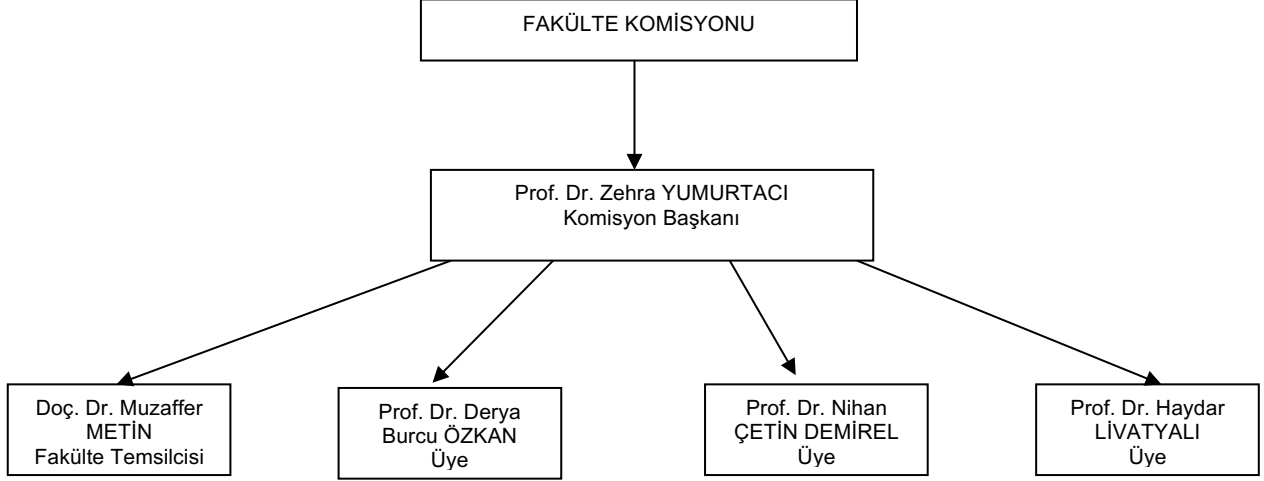 FAKÜLTE KOMİSYONU
Prof. Dr. Zehra YUMURTACI
Komisyon Başkanı
Doç. Dr. Muzaffer
METİN
Fakülte Temsilcisi
Prof. Dr. Derya
Burcu ÖZKAN
Üye
Prof. Dr. Nihan
ÇETİN DEMİREL
Üye
Prof. Dr. Haydar
LİVATYALI
Üye